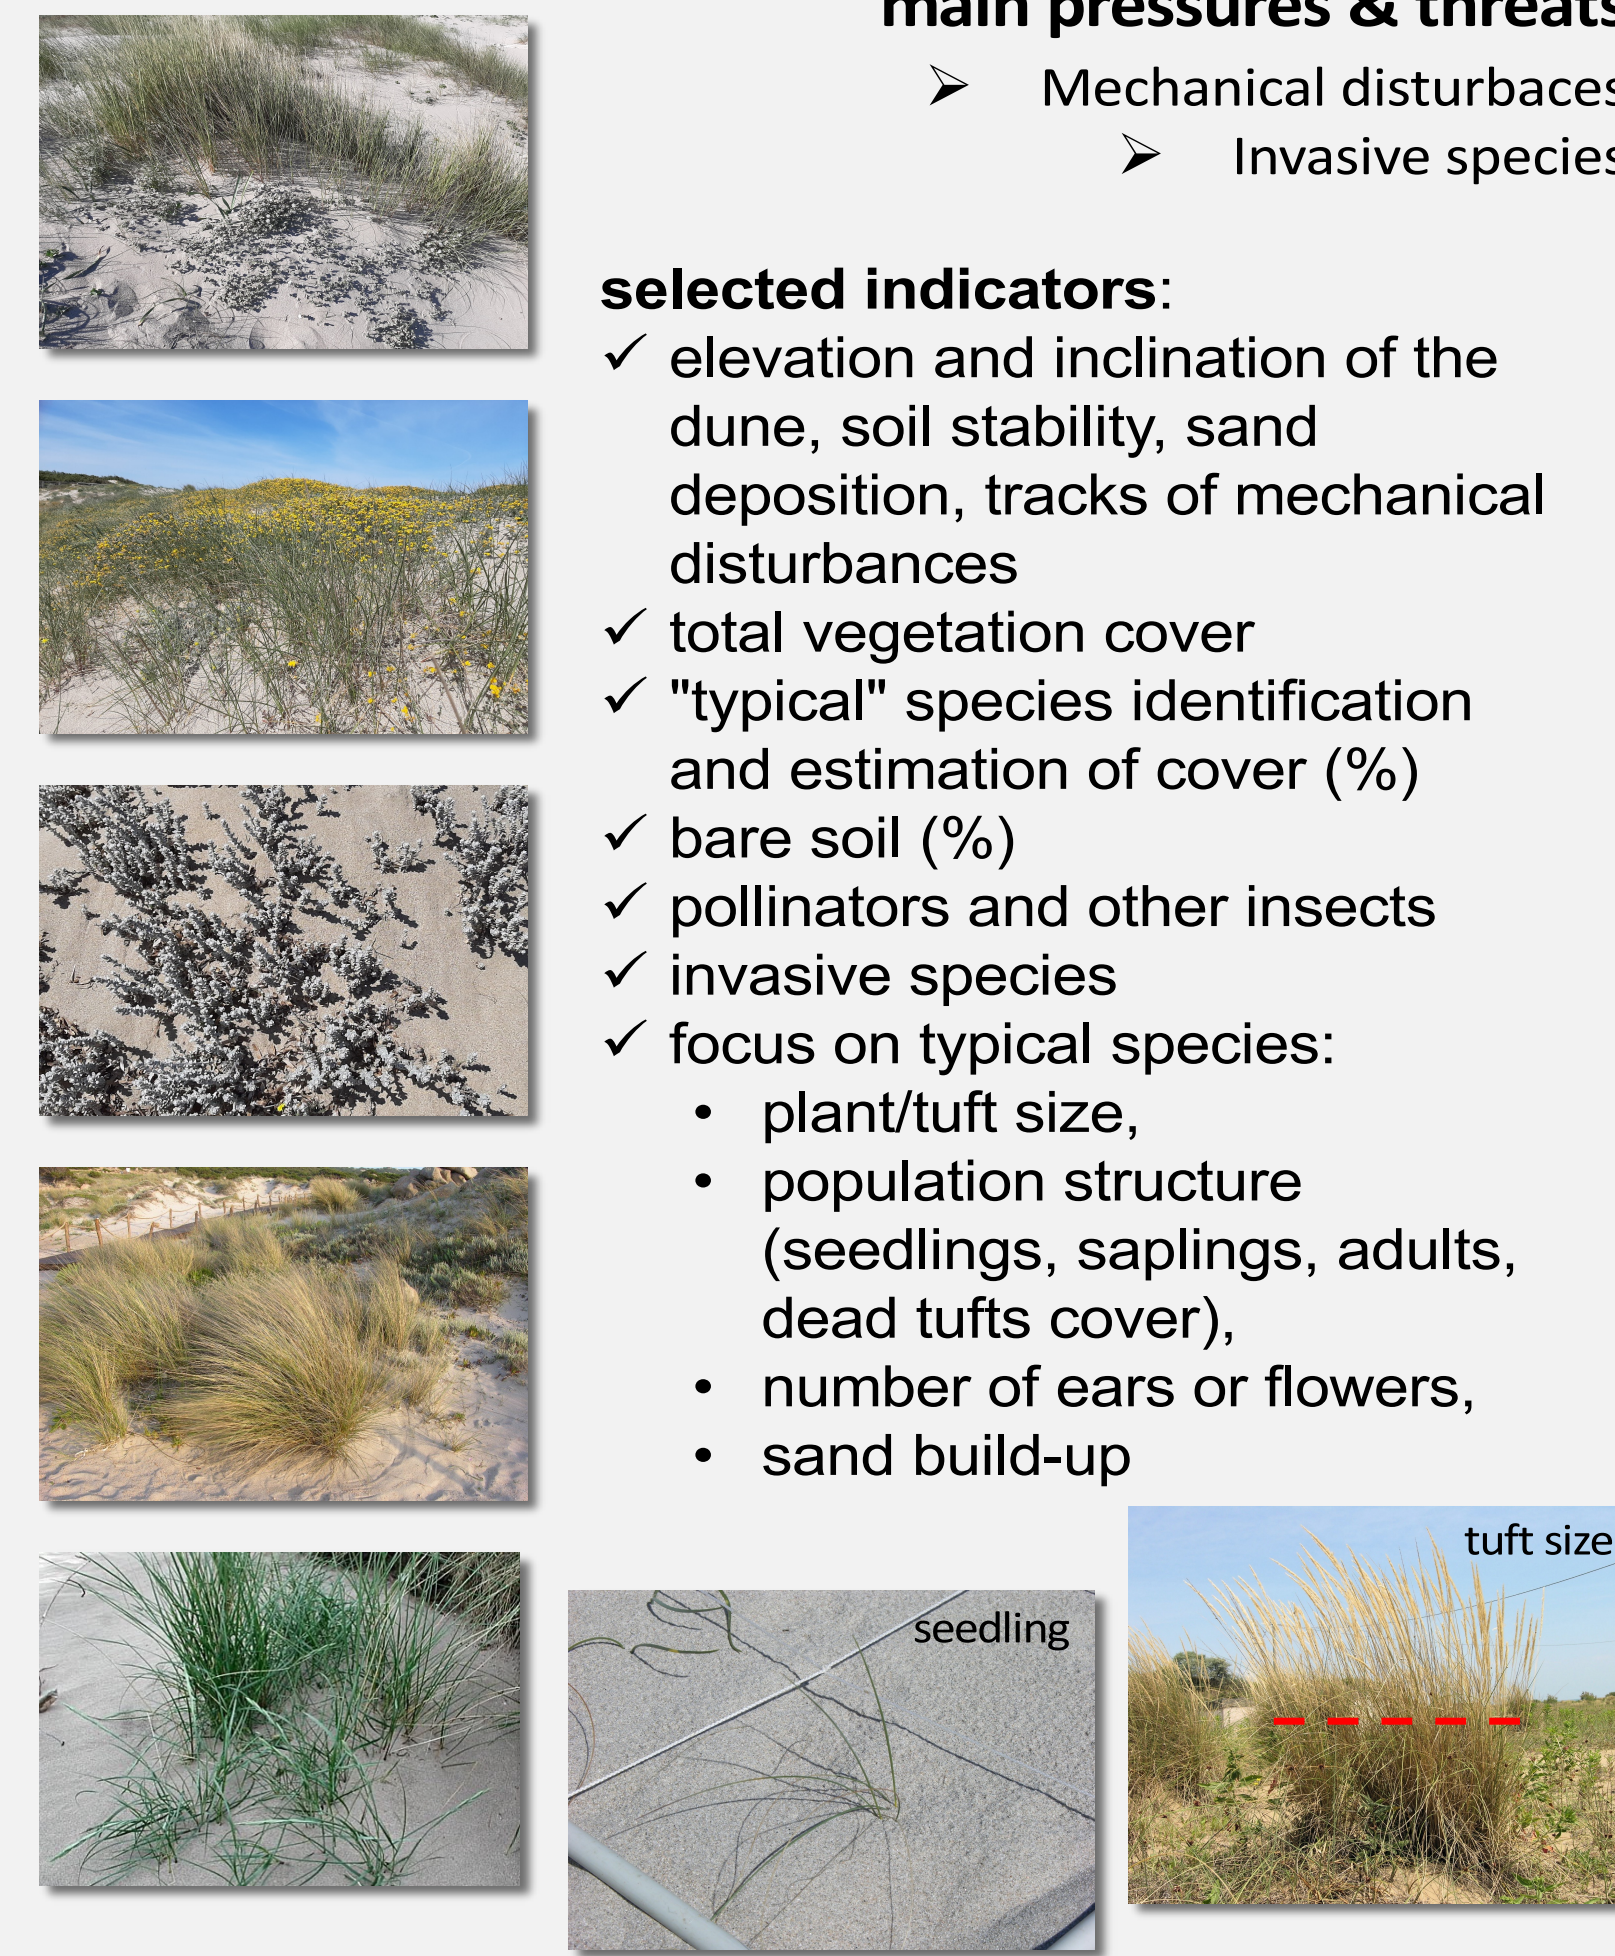 main pressures & threats
➢ Mechanical disturbaces
➢ Invasive species
selected indicators:
✓ elevation and inclination of the
dune, soil stability, sand
deposition, tracks of mechanical
disturbances
✓ total vegetation cover
✓ "typical" species identification
and estimation of cover (%)
✓ bare soil (%)
✓ pollinators and other insects
✓ invasive species
✓ focus on typical species:
• plant/tuft size,
• population structure
(seedlings, saplings, adults,
dead tufts cover),
• number of ears or flowers,
• sand build-up
tuft size
seedling